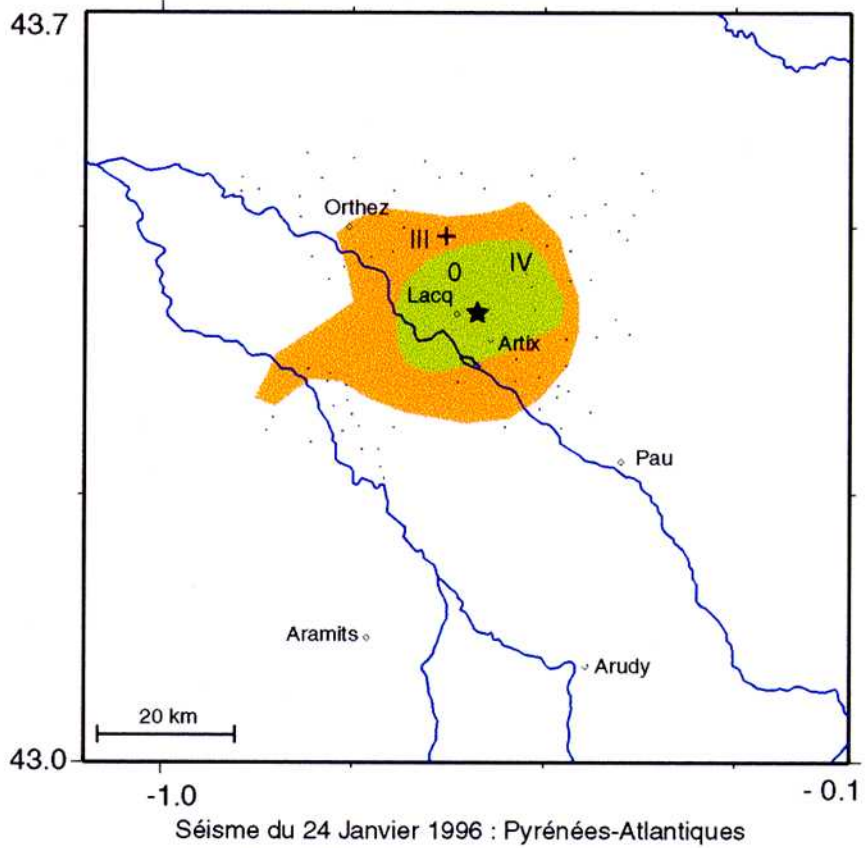 43.7
Orthez
III +
IV
0
Lacq
Artix
Pau
Aramits
Arudy
20 km
43.0
-1.0
- 0.1
Séisme du 24 Janvier 1996 : Pyrénées-Atlantiques